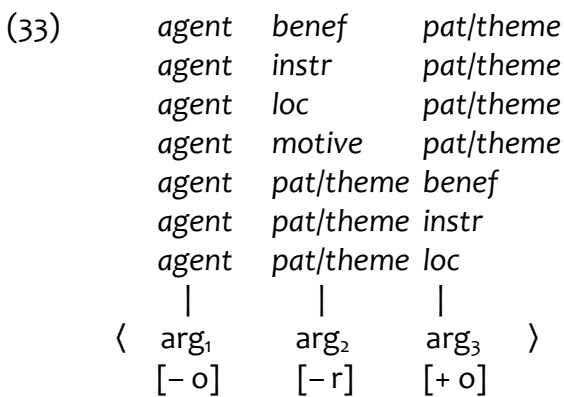 (33) agent benef pat/theme
agent instr pat/theme
agent loc pat/theme
agent motive pat/theme
agent pat/theme benef
agent pat/theme instr
agent pat/theme loc
| | |
⟨ arg₁ arg₂ arg₃ ⟩
[– o] [– r] [+ o]